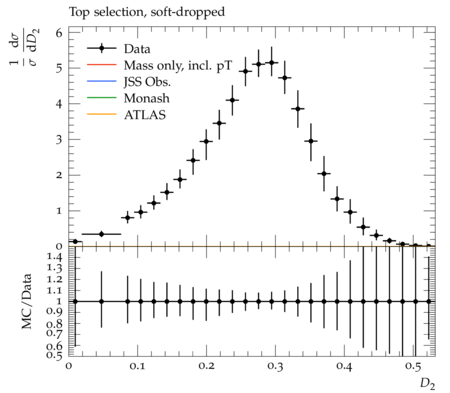 Top selection, soft-dropped
1/σ dσ/dD₂
Data
Mass only, incl. pT
JSS Obs.
Monash
ATLAS
6
5
4
3
2
1
0
MC/Data
1.4
1.3
1.2
1.1
1
0.9
0.8
0.7
0.6
0.5
0 0.1 0.2 0.3 0.4 0.5
D₂